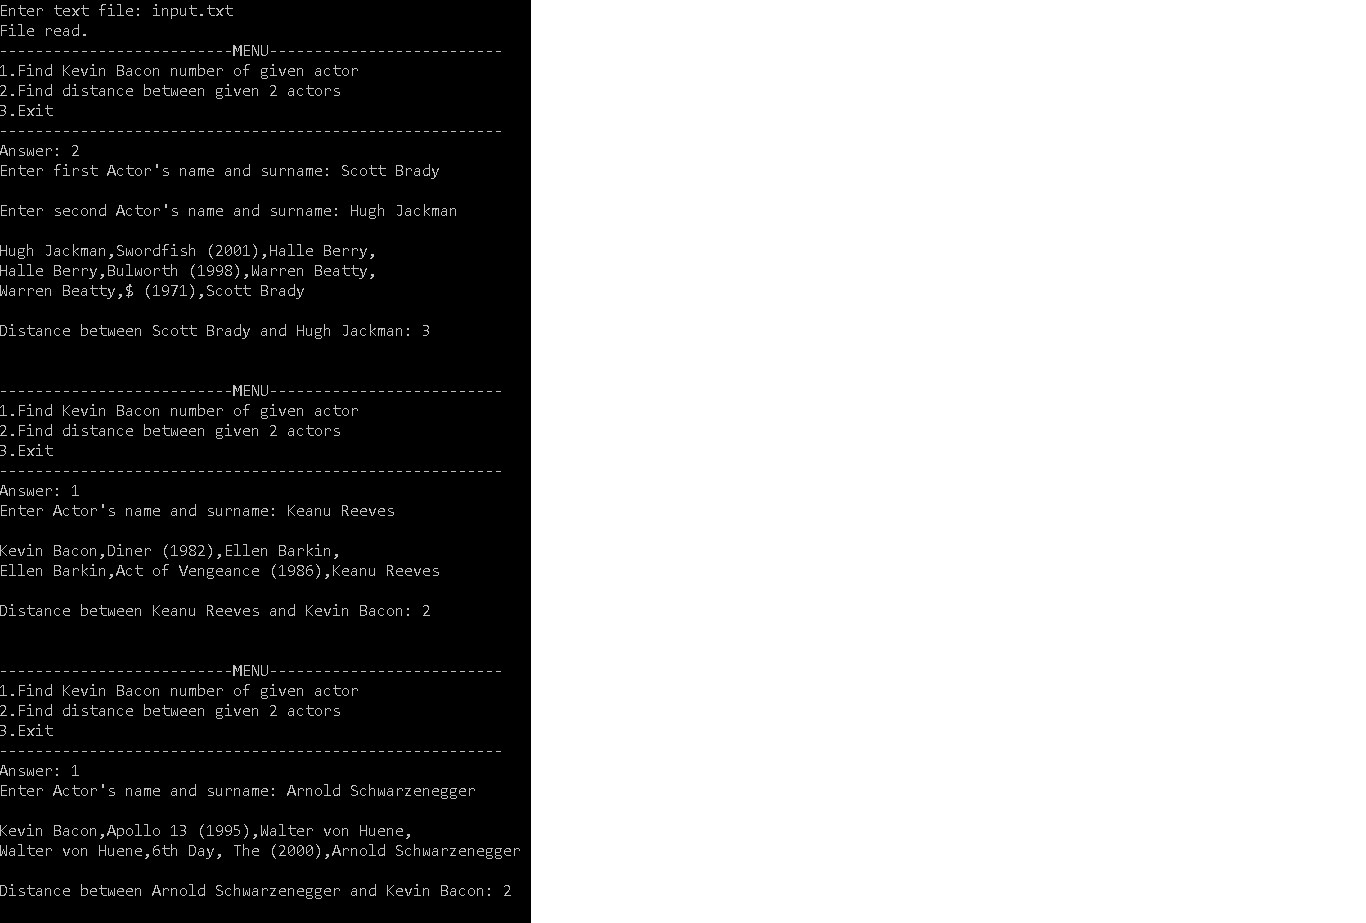 Enter text file: input.txt
File read.
--------------------------MENU--------------------------
1.Find Kevin Bacon number of given actor
2.Find distance between given 2 actors
3.Exit
--------------------------------------------------------
Answer: 2
Enter first Actor's name and surname: Scott Brady
Enter second Actor's name and surname: Hugh Jackman
Hugh Jackman,Swordfish (2001),Halle Berry,
Halle Berry,Bulworth (1998),Warren Beatty,
Warren Beatty,$ (1971),Scott Brady
Distance between Scott Brady and Hugh Jackman: 3
--------------------------MENU--------------------------
1.Find Kevin Bacon number of given actor
2.Find distance between given 2 actors
3.Exit
--------------------------------------------------------
Answer: 1
Enter Actor's name and surname: Keanu Reeves
Kevin Bacon,Diner (1982),Ellen Barkin,
Ellen Barkin,Act of Vengeance (1986),Keanu Reeves
Distance between Keanu Reeves and Kevin Bacon: 2
--------------------------MENU--------------------------
1.Find Kevin Bacon number of given actor
2.Find distance between given 2 actors
3.Exit
--------------------------------------------------------
Answer: 1
Enter Actor's name and surname: Arnold Schwarzenegger
Kevin Bacon,Apollo 13 (1995),Walter von Huene,
Walter von Huene,6th Day, The (2000),Arnold Schwarzenegger
Distance between Arnold Schwarzenegger and Kevin Bacon: 2